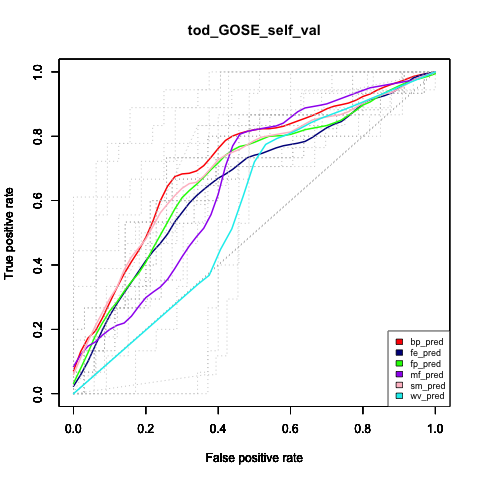 tod_GOSE_self_val
True positive rate
1.0
0.8
0.6
0.4
0.2
0.0
bp_pred
fe_pred
fp_pred
mf_pred
sm_pred
wv_pred
0.0 0.2 0.4 0.6 0.8 1.0
False positive rate